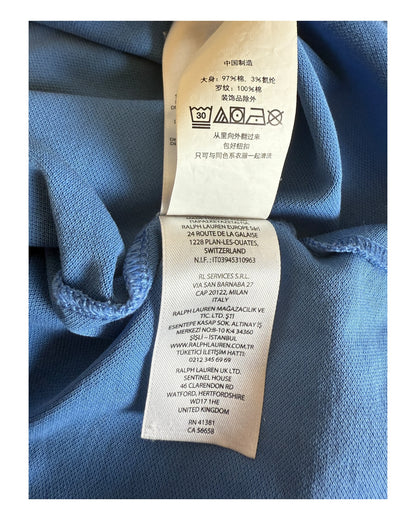 中国制造
大身：97%棉，3%氨纶
罗纹：100%棉
装饰品除外
30
从里向外翻过来
包好钮扣
只可与同色系衣服一起清洗
RALPH LAUREN EUROPE SRL
24 ROUTE DE LA GALAISE
1228 PLAN-LES-OUATES,
SWITZERLAND
N.I.F.: IT03945310963
RL SERVICES S.R.L.
VIA SAN BARNABA 27
CAP 20122, MILAN
ITALY
RALPH LAUREN MAĞAZACILIK VE
TIC. LTD. ŞTI
ESENTEPE KASAP SOK. ALTINAY İŞ
MERKEZİ NO:8-10 K:4 34360
ŞİŞLİ - İSTANBUL
WWW.RALPHLAUREN.COM
TÜKETİCİ İLETİŞİM HATTI:
0212 345 69 69
RALPH LAUREN UK LTD.
SENTINEL HOUSE
46 CLARENDON RD
WATFORD, HERTFORDSHIRE
WD17 1HE
UNITED KINGDOM
RN 41381
CA 56658